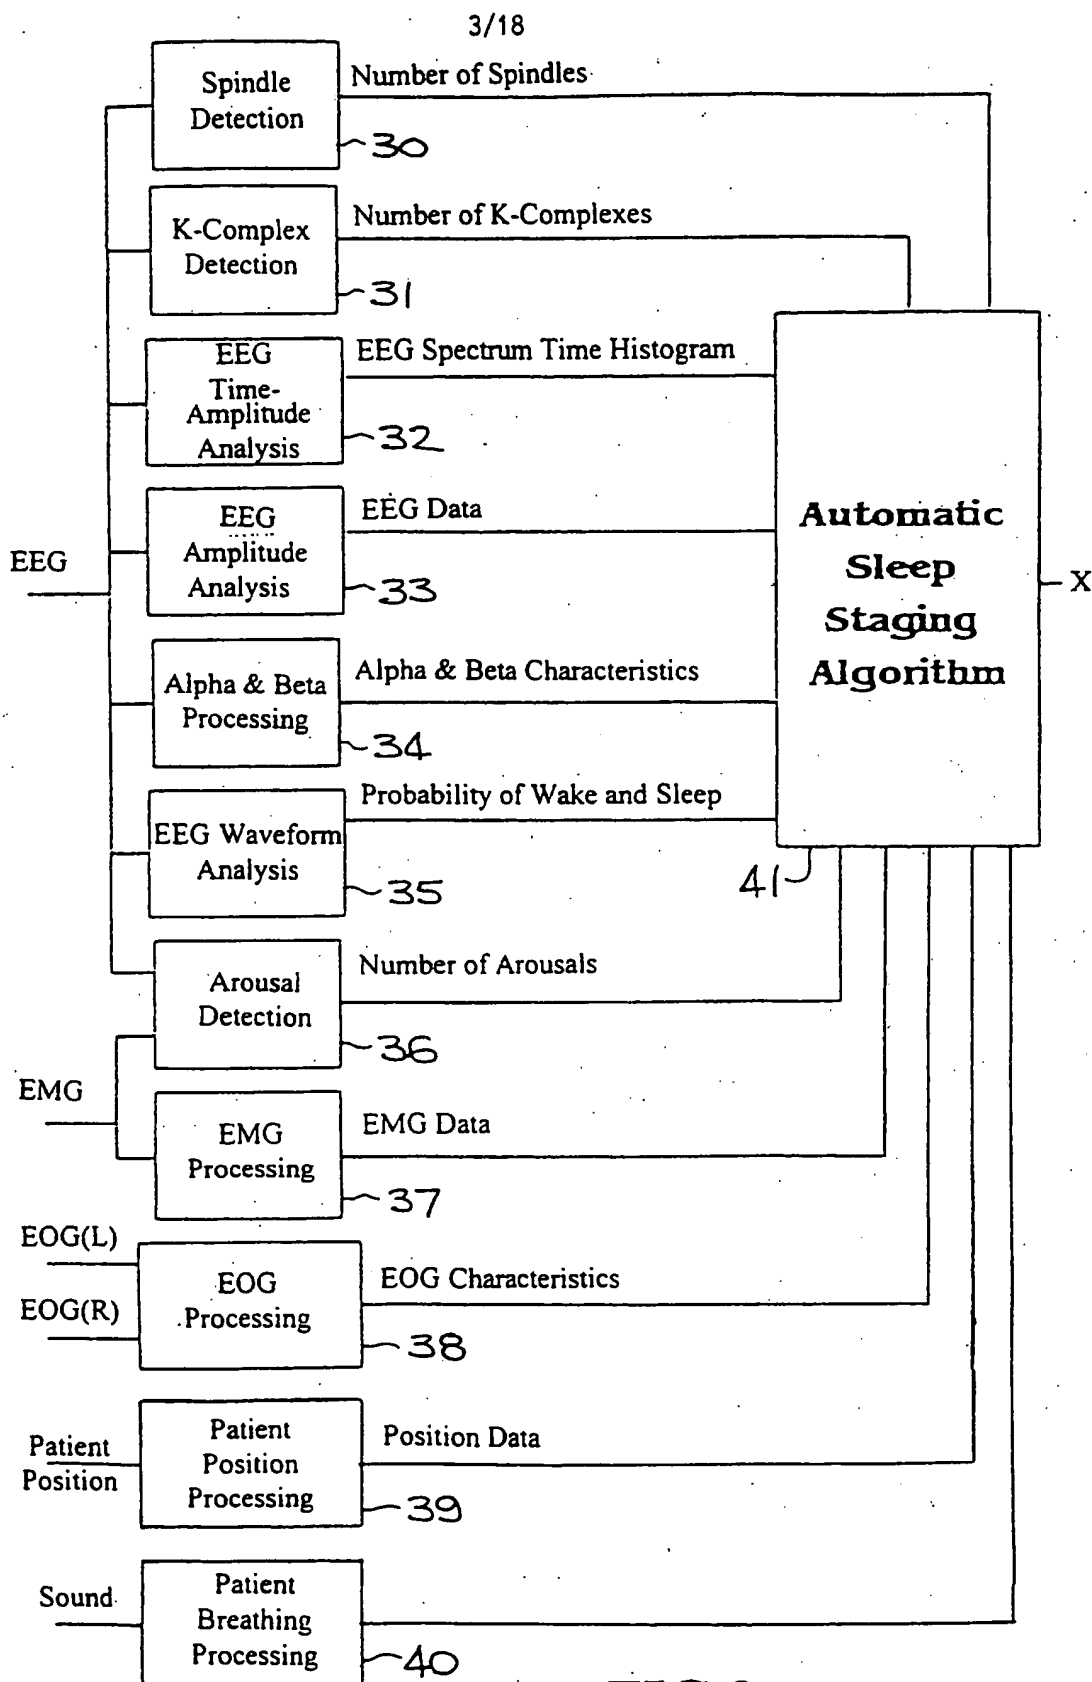 3/18
Spindle
Detection
Number of Spindles
30
K-Complex
Detection
Number of K-Complexes
31
EEG
Time-
Amplitude
Analysis
EEG Spectrum Time Histogram
32
EEG
Amplitude
Analysis
EEG Data
33
EEG
Alpha & Beta
Processing
Alpha & Beta Characteristics
34
EEG Waveform
Analysis
Probability of Wake and Sleep
35
Automatic
Sleep
Staging
Algorithm
X
41
Arousal
Detection
Number of Arousals
36
EMG
EMG
Processing
EMG Data
37
EOG(L)
EOG(R)
EOG
Processing
EOG Characteristics
38
Patient
Position
Patient
Position
Processing
Position Data
39
Sound
Patient
Breathing
Processing
40